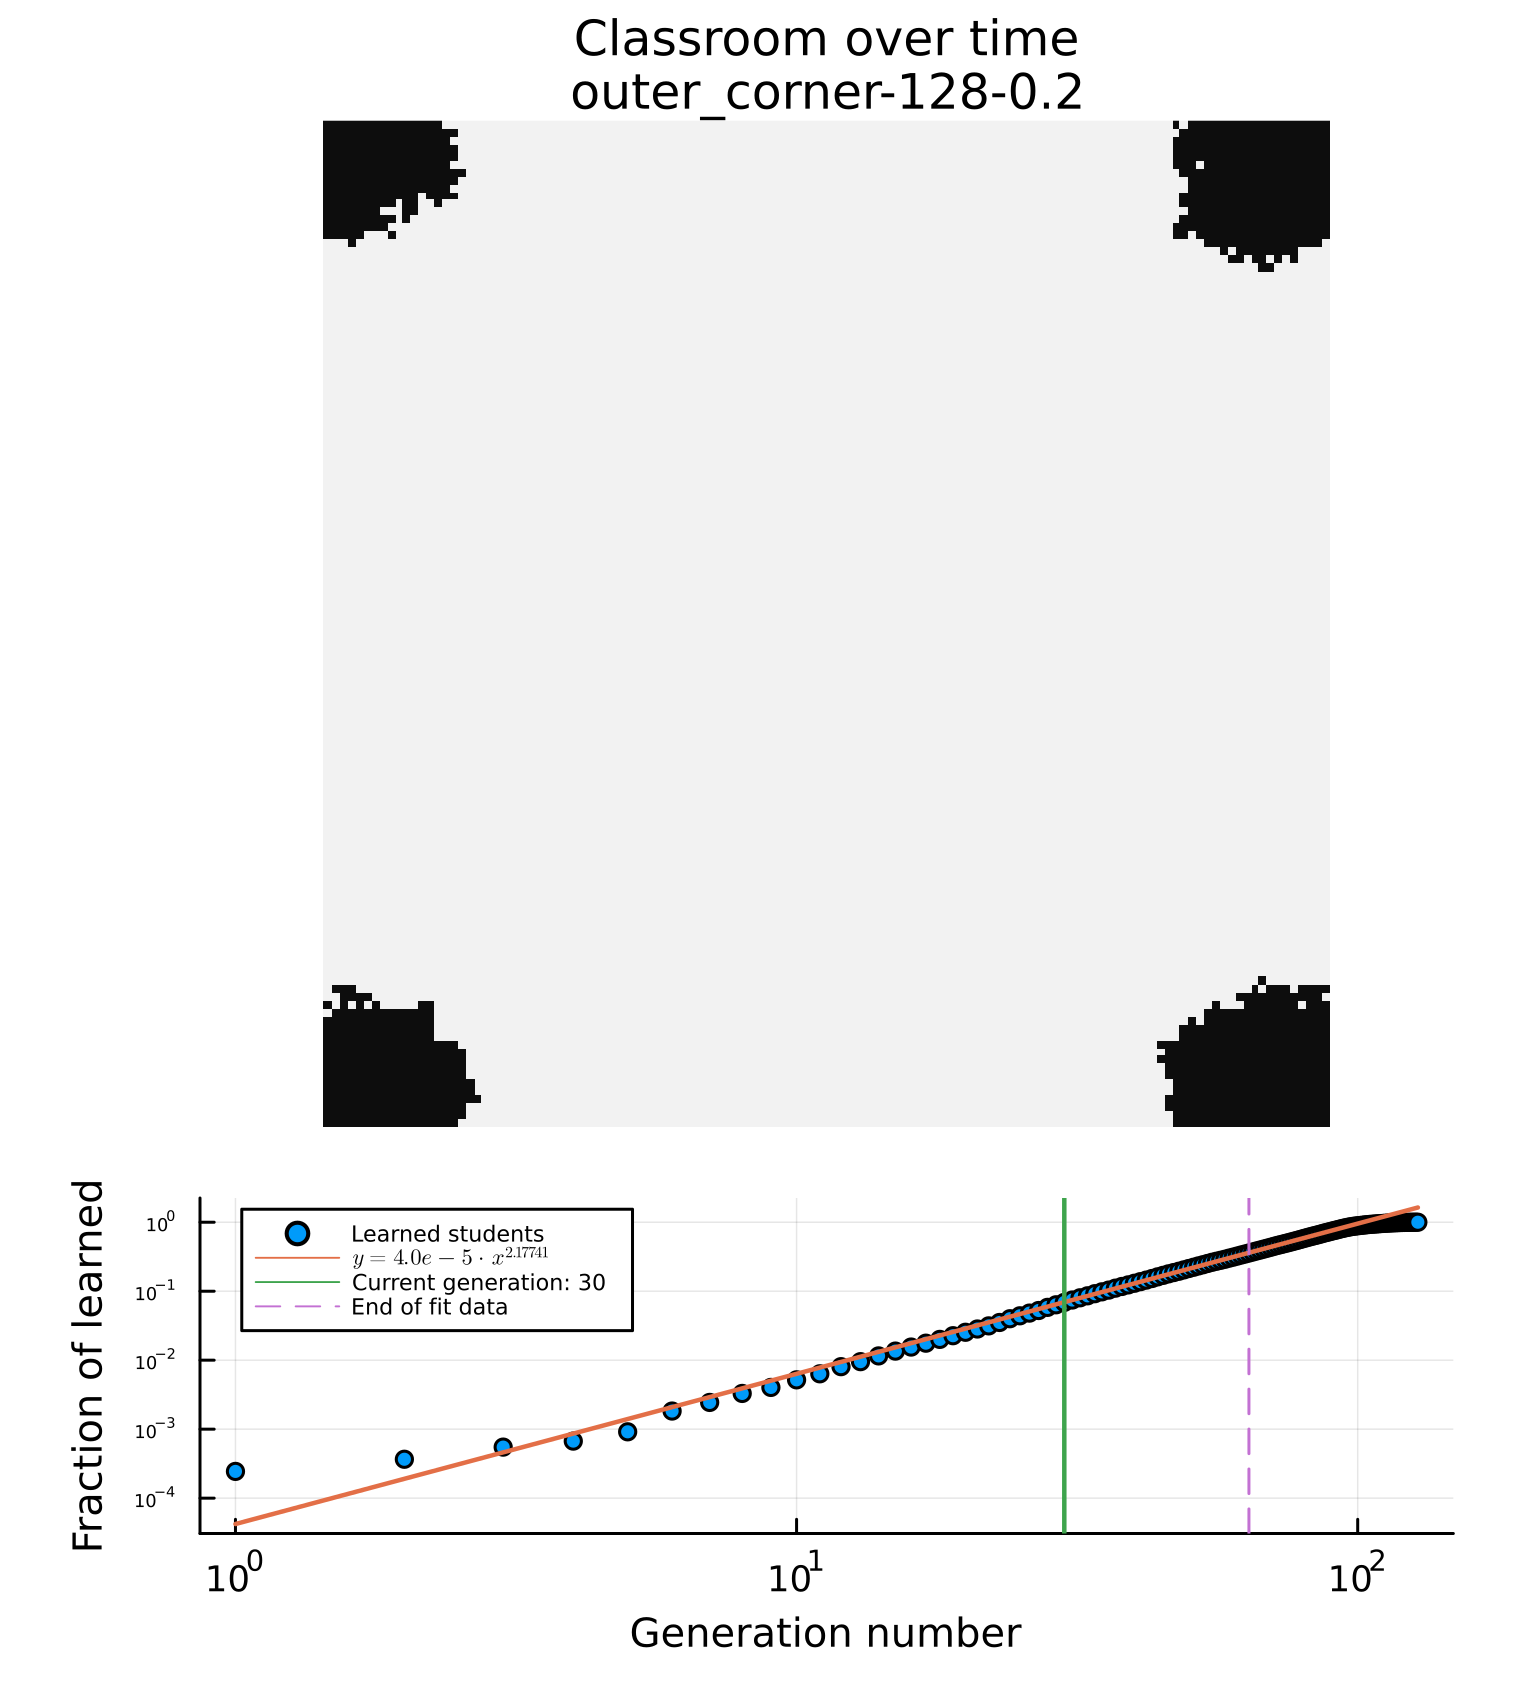 Classroom over time
outer_corner-128-0.2
Fraction of learned
10^0
10^-1
10^-2
10^-3
10^-4
Learned students
y = 4.0e − 5 · x^2.17741
Current generation: 30
End of fit data
10^0
10^1
10^2
Generation number